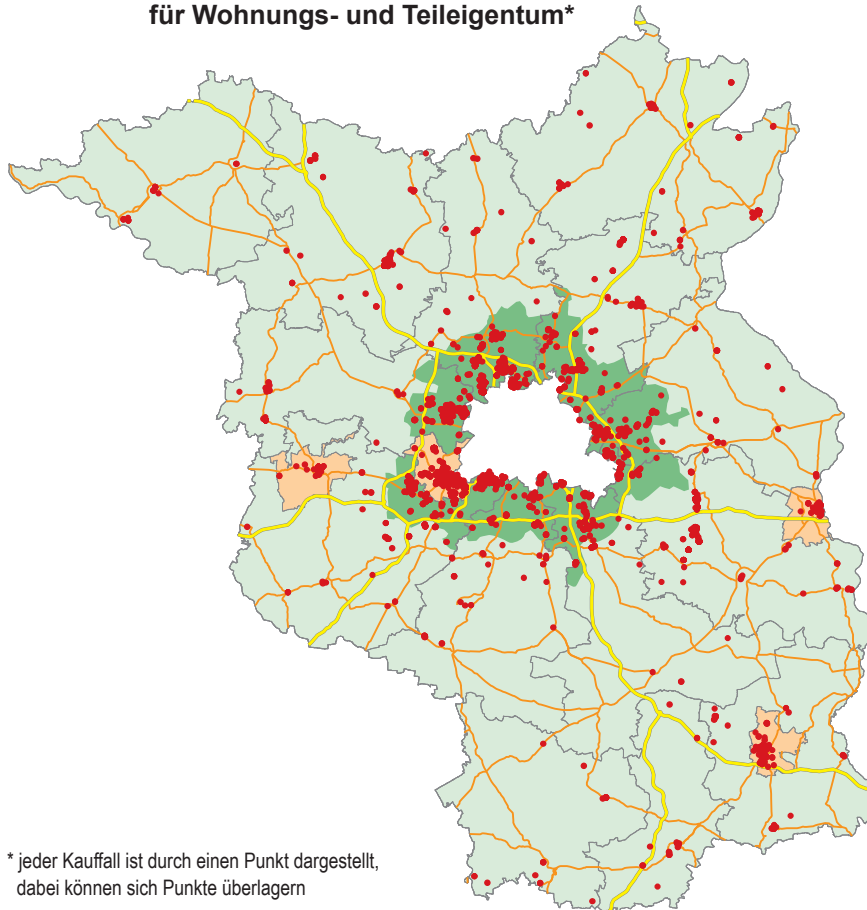 für Wohnungs- und Teileigentum*
* jeder Kauffall ist durch einen Punkt dargestellt,
dabei können sich Punkte überlagern